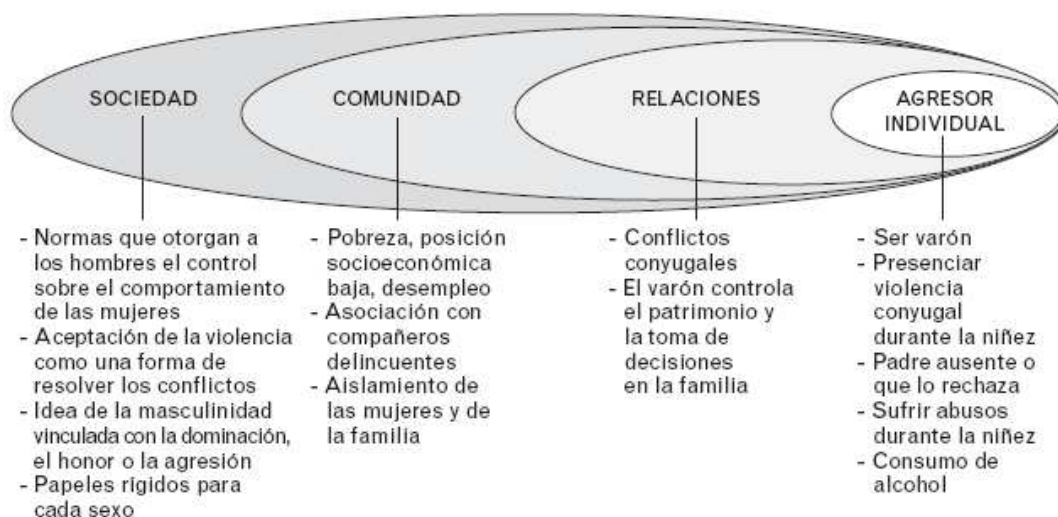 SOCIEDAD
COMUNIDAD
RELACIONES
AGRESOR
INDIVIDUAL
- Normas que otorgan a
los hombres el control
sobre el comportamiento
de las mujeres
- Aceptación de la violencia
como una forma de
resolver los conflictos
- Idea de la masculinidad
vinculada con la dominación,
el honor o la agresión
- Papeles rígidos para
cada sexo
- Pobreza, posición
socioeconómica
baja, desempleo
- Asociación con
compañeros
delincuentes
- Aislamiento de
las mujeres y de
la familia
- Conflictos
conyugales
- El varón controla
el patrimonio y
la toma de
decisiones
en la familia
- Ser varón
- Presenciar
violencia
conyugal
durante la niñez
- Padre ausente o
que lo rechaza
- Sufrir abusos
durante la niñez
- Consumo de
alcohol